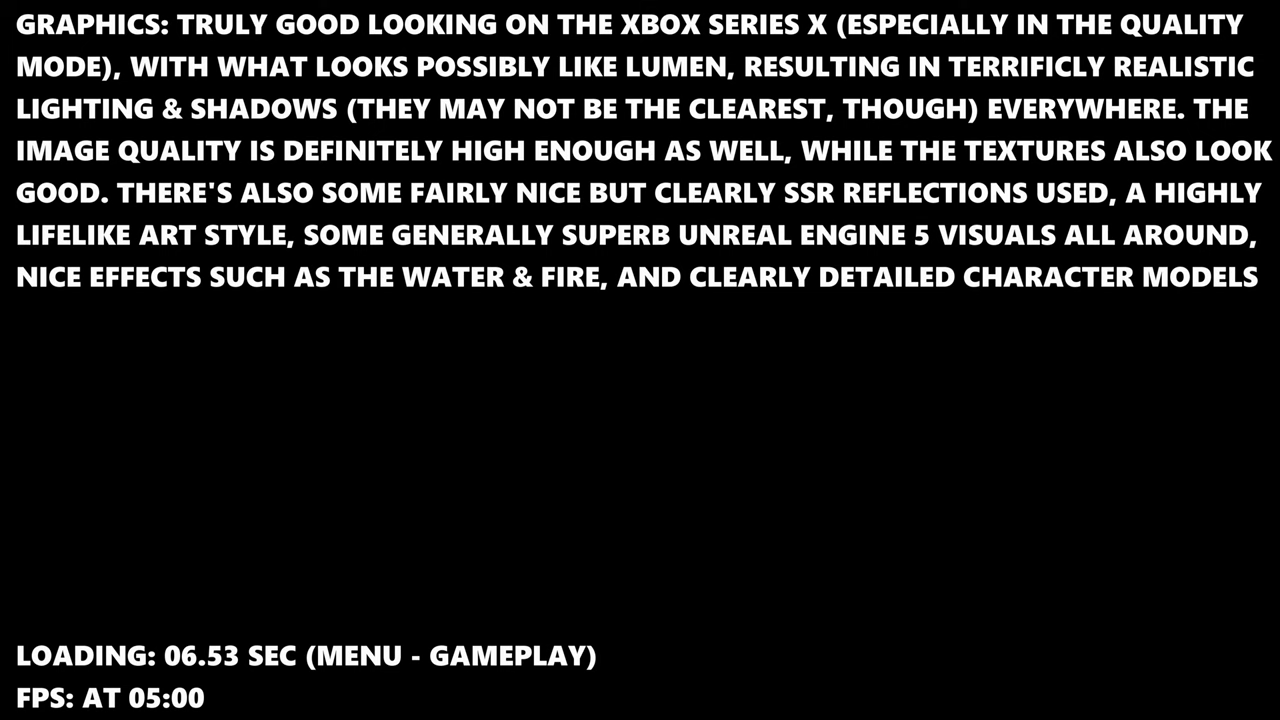 GRAPHICS: TRULY GOOD LOOKING ON THE XBOX SERIES X (ESPECIALLY IN THE QUALITY
MODE), WITH WHAT LOOKS POSSIBLY LIKE LUMEN, RESULTING IN TERRIFICLY REALISTIC
LIGHTING & SHADOWS (THEY MAY NOT BE THE CLEAREST, THOUGH) EVERYWHERE. THE
IMAGE QUALITY IS DEFINITELY HIGH ENOUGH AS WELL, WHILE THE TEXTURES ALSO LOOK
GOOD. THERE'S ALSO SOME FAIRLY NICE BUT CLEARLY SSR REFLECTIONS USED, A HIGHLY
LIFELIKE ART STYLE, SOME GENERALLY SUPERB UNREAL ENGINE 5 VISUALS ALL AROUND,
NICE EFFECTS SUCH AS THE WATER & FIRE, AND CLEARLY DETAILED CHARACTER MODELS
LOADING: 06.53 SEC (MENU - GAMEPLAY)
FPS: AT 05:00